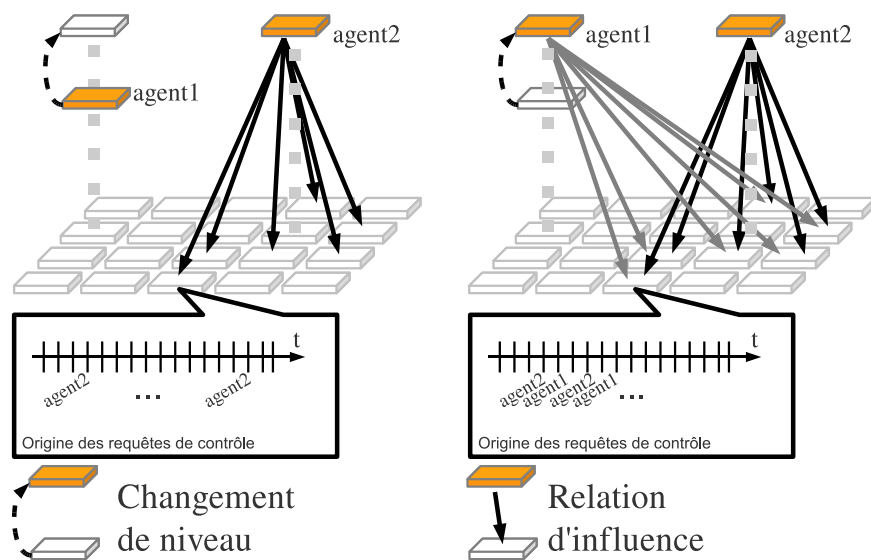 agent2
agent1
t
agent2
agent2
...
Origine des requêtes de contrôle
agent1
agent2
t
agent2
agent1
agent2
agent1
...
Origine des requêtes de contrôle
Changement
de niveau
Relation
d'influence